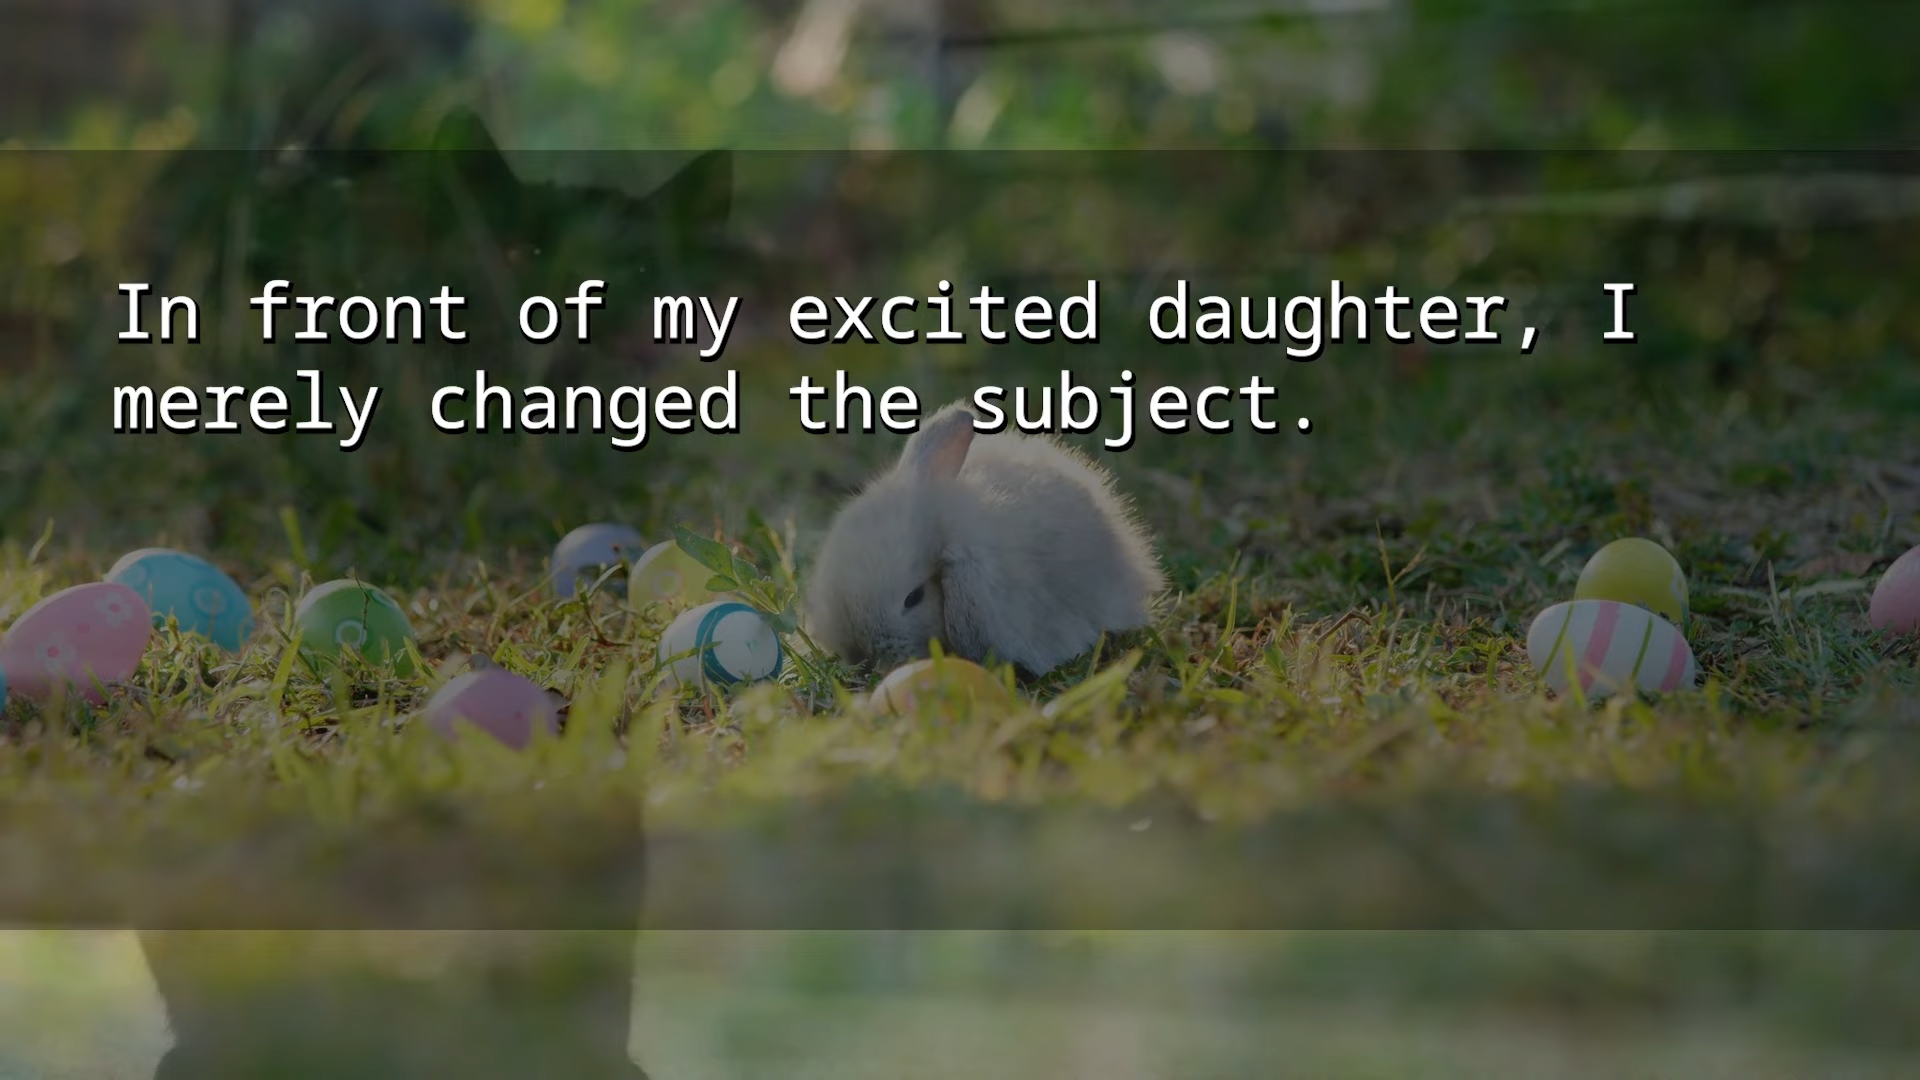 In front of my excited daughter, I
merely changed the subject.